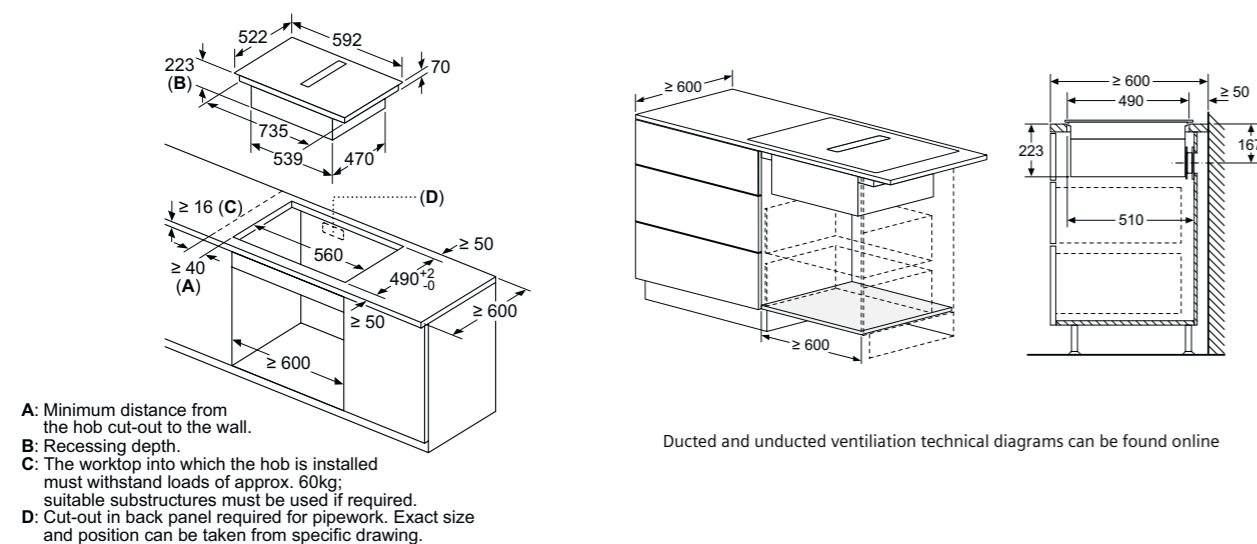 522
592
223
(B)
70
735
539
470
≥ 16 (C)
(D)
≥ 40
(A)
560
490 +2 -0
≥ 50
≥ 50
≥ 600
≥ 600
A: Minimum distance from
the hob cut-out to the wall.
B: Recessing depth.
C: The worktop into which the hob is installed
must withstand loads of approx. 60kg;
suitable substructures must be used if required.
D: Cut-out in back panel required for pipework. Exact size
and position can be taken from specific drawing.
≥ 600
≥ 600
≥ 600
490
≥ 50
223
167
510
Ducted and unducted ventiliation technical diagrams can be found online